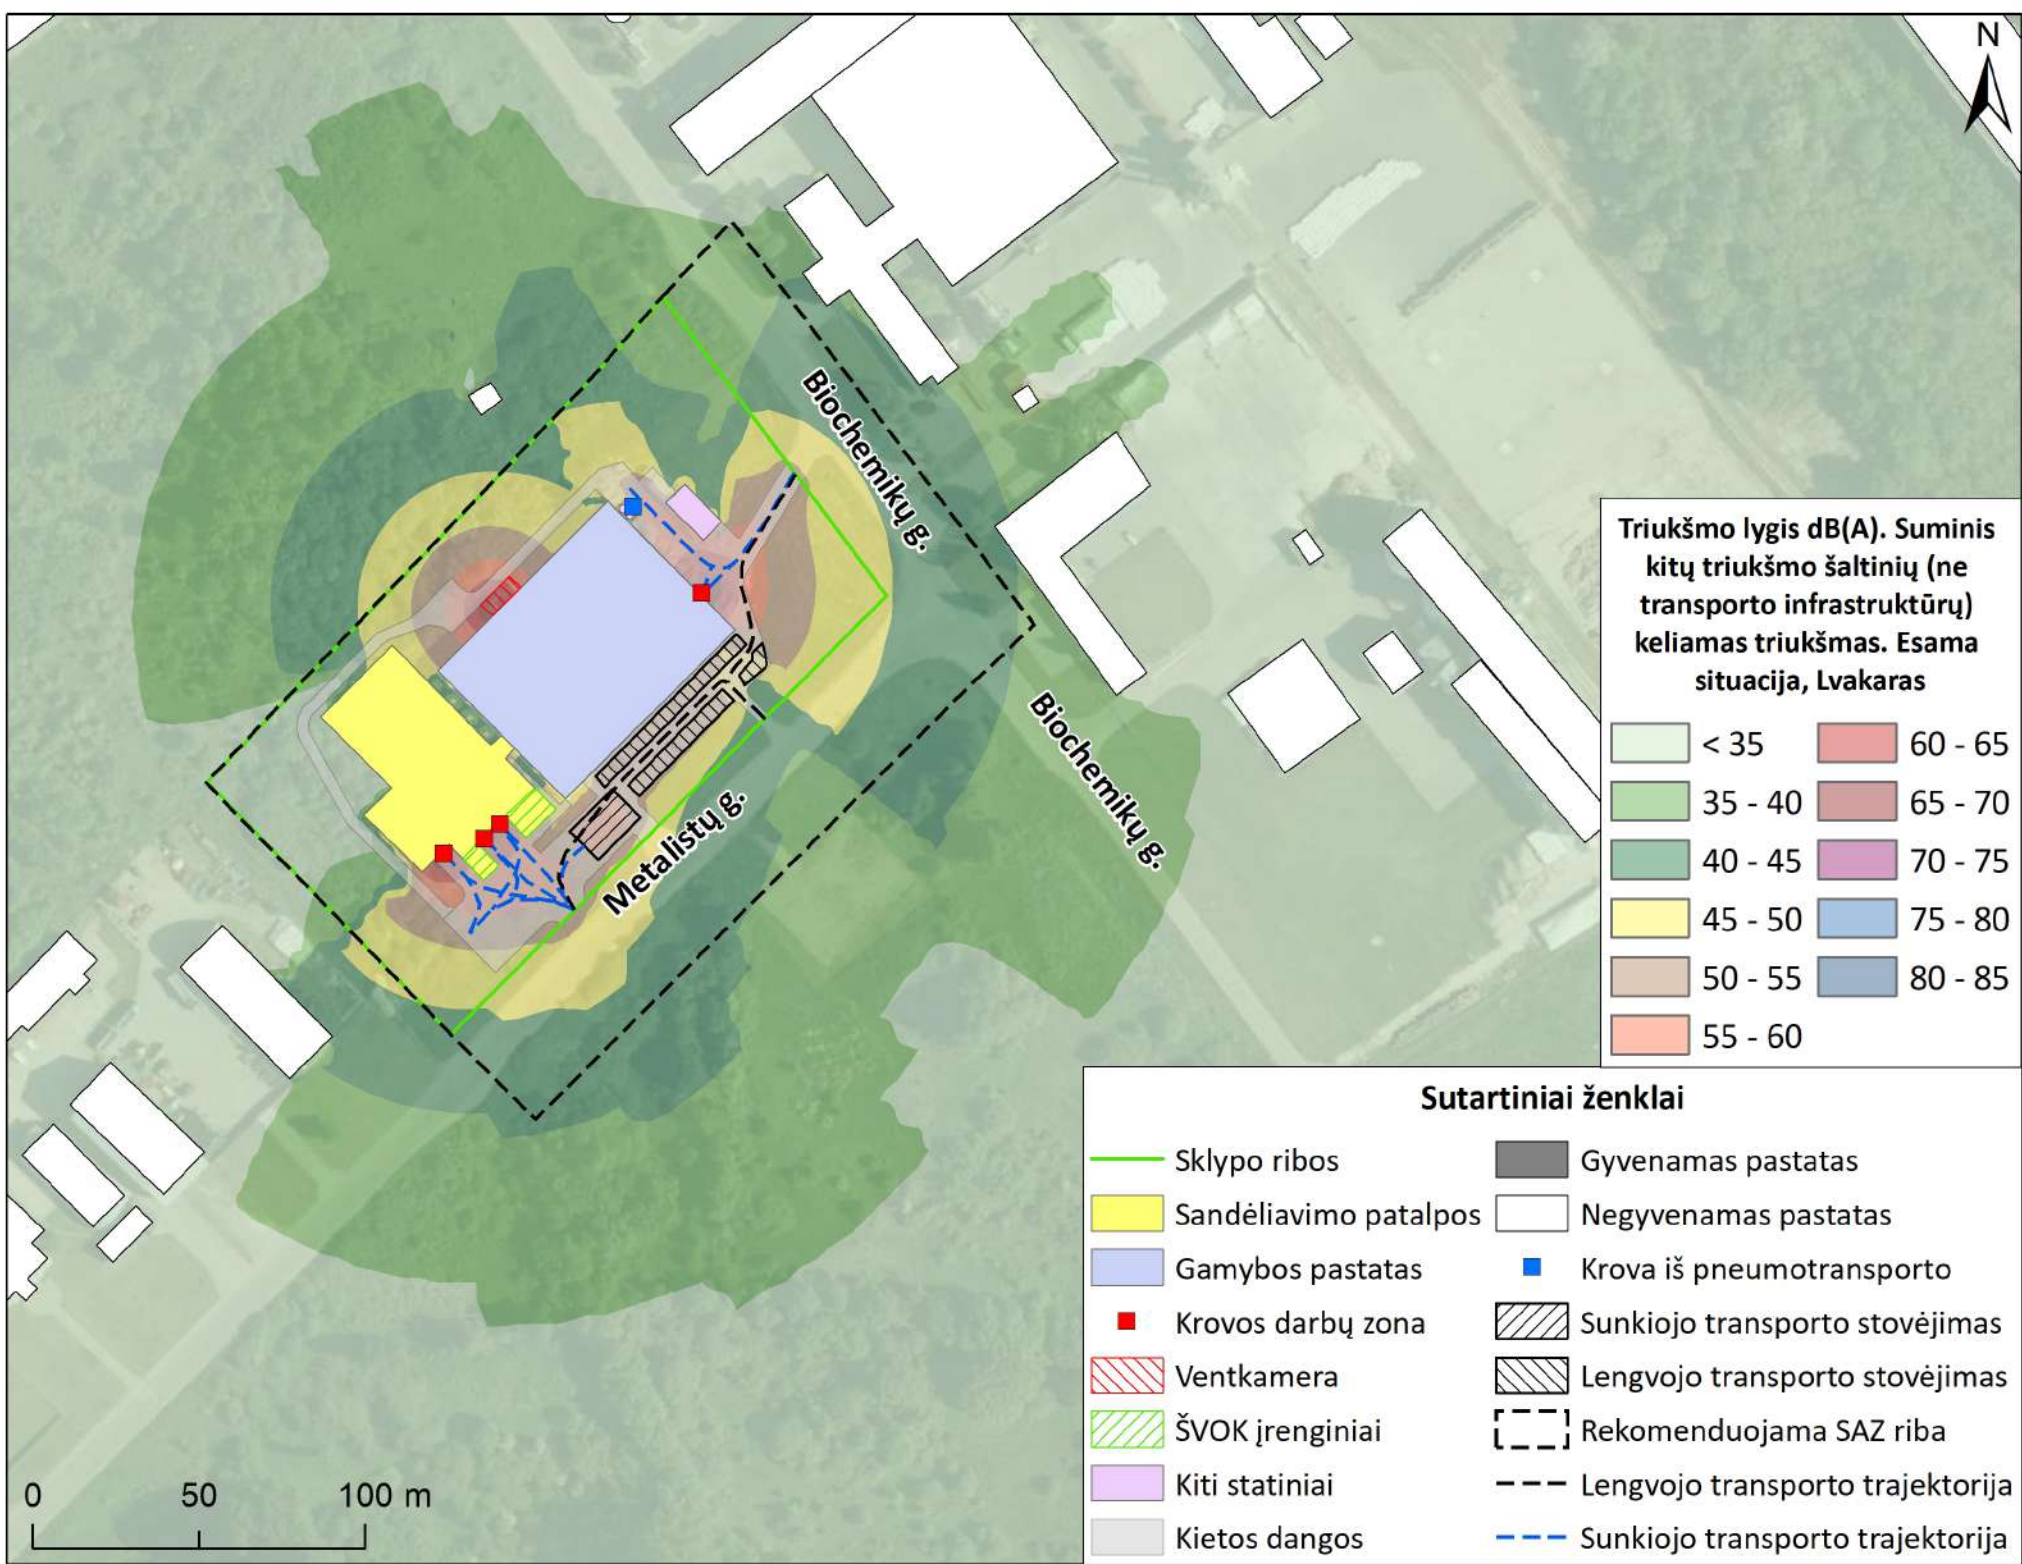 N
Biochemikų g.
Biochemikų g.
Metalistų g.
Triukšmo lygis dB(A). Suminis
kitų triukšmo šaltinių (ne
transporto infrastruktūrų)
keliamas triukšmas. Esama
situacija, Lvakaras
< 35
60 - 65
35 - 40
65 - 70
40 - 45
70 - 75
45 - 50
75 - 80
50 - 55
80 - 85
55 - 60
Sutartiniai ženklai
Sklypo ribos
Gyvenamas pastatas
Sandėliavimo patalpos
Negyvenamas pastatas
Gamybos pastatas
Krova iš pneumotransporto
Krovos darbų zona
Sunkiojo transporto stovėjimas
Ventkamera
Lengvojo transporto stovėjimas
ŠVOK įrenginiai
Rekomenduojama SAZ riba
Kiti statiniai
Lengvojo transporto trajektorija
Kietos dangos
Sunkiojo transporto trajektorija
0 50 100 m